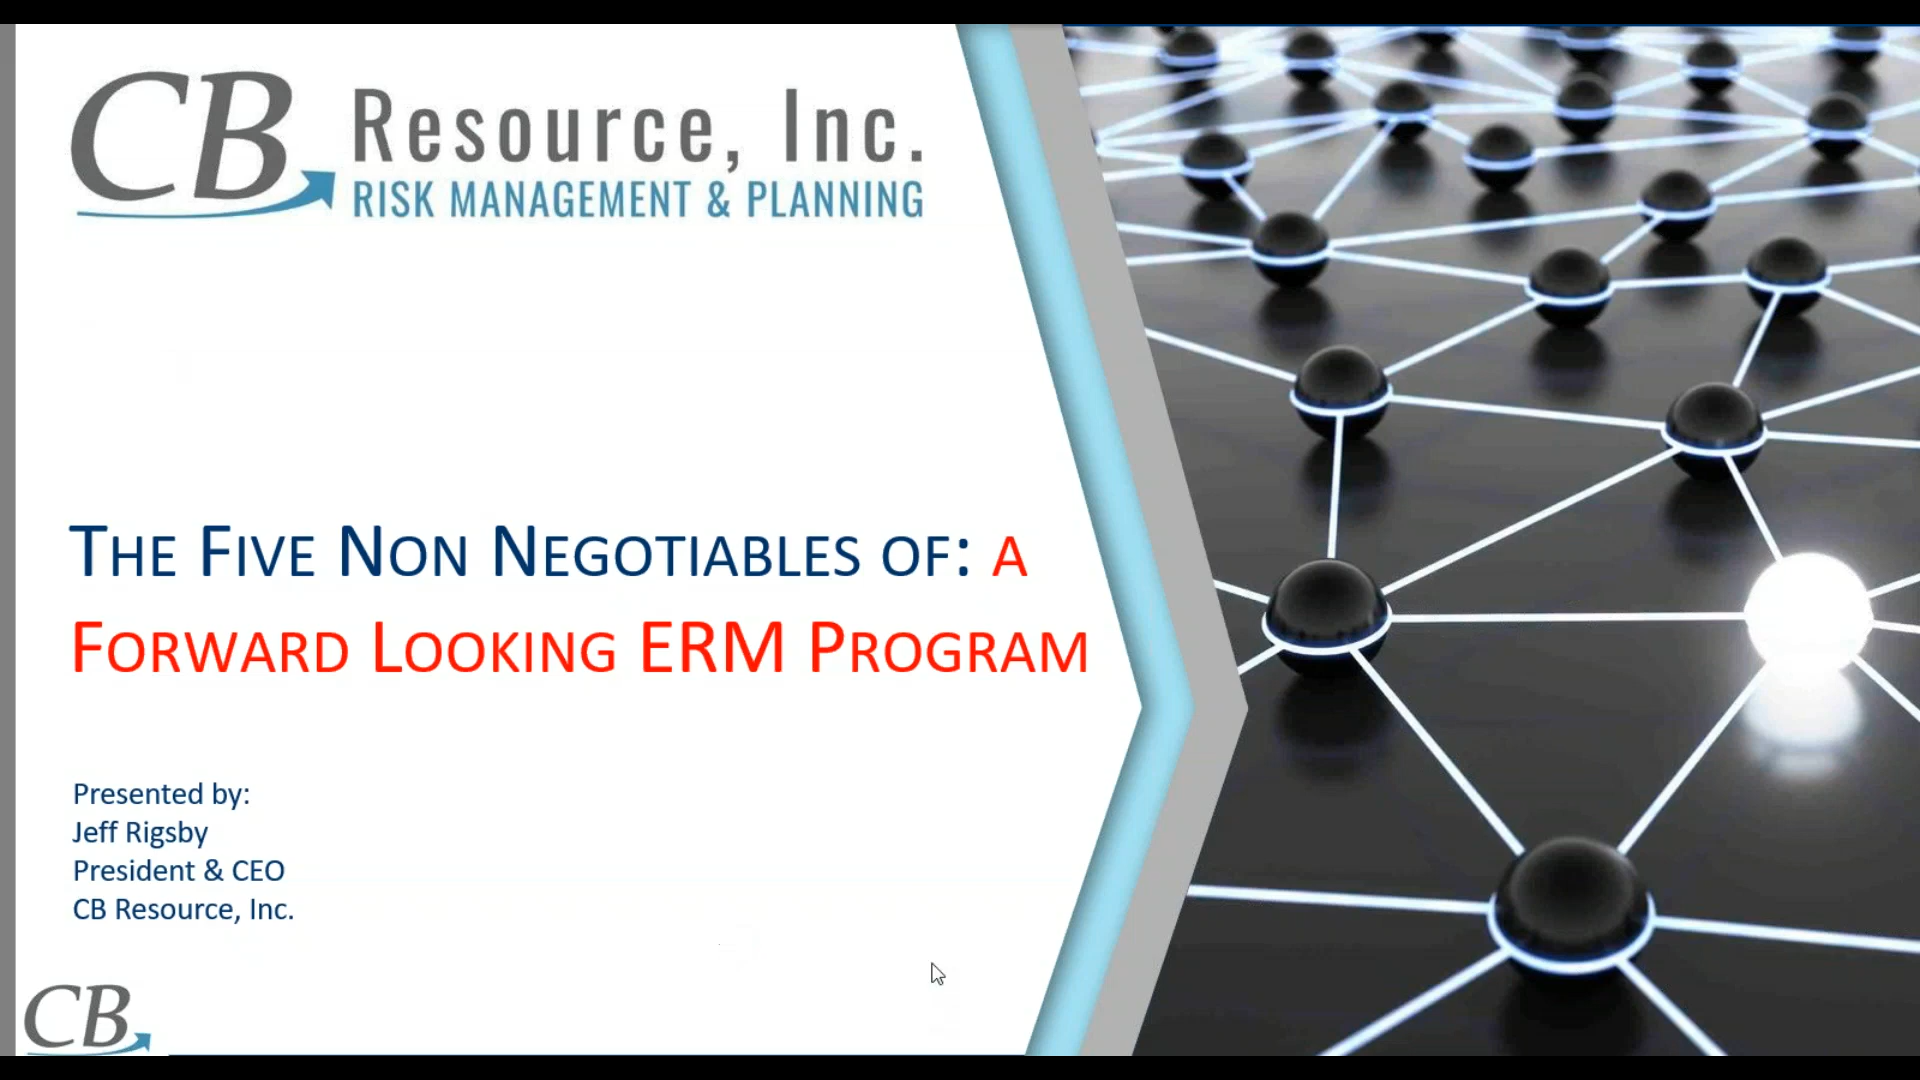 CB Resource, Inc.
RISK MANAGEMENT & PLANNING
THE FIVE NON NEGOTIABLES OF: A
FORWARD LOOKING ERM PROGRAM
Presented by:
Jeff Rigsby
President & CEO
CB Resource, Inc.
CB